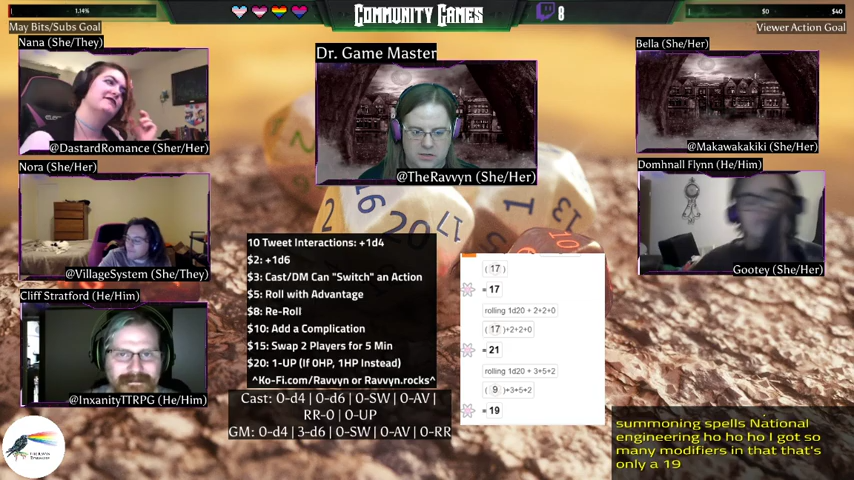 1.14%
COMMUNITY GAMES
8
$0
$40
May Bits/Subs Goal
Viewer Action Goal
Nana (She/They)
@DastardRomance (Sher/Her)
Dr. Game Master
@TheRavvyn (She/Her)
Bella (She/Her)
@Makawakakiki (She/Her)
Nora (She/Her)
@VillageSystem (She/They)
Domhnall Flynn (He/Him)
Gootey (She/Her)
Cliff Stratford (He/Him)
@InxanityTTRPG (He/Him)
10 Tweet Interactions: +1d4
$2: +1d6
$3: Cast/DM Can "Switch" an Action
$5: Roll with Advantage
$8: Re-Roll
$10: Add a Complication
$15: Swap 2 Players for 5 Min
$20: 1-UP (If 0HP, 1HP Instead)
^Ko-Fi.com/Ravvyn or Ravvyn.rocks^
Cast: 0-d4 | 0-d6 | 0-SW | 0-AV |
RR-0 | 0-UP
GM: 0-d4 | 3-d6 | 0-SW | 0-AV | 0-RR
( 17 )
= 17
rolling 1d20 + 2+2+0
( 17 )+2+2+0
= 21
rolling 1d20 + 3+5+2
( 9 )+3+5+2
= 19
summoning spells National
engineering ho ho ho I got so
many modifiers in that that's
only a 19
2
16
20
17
1
13
10